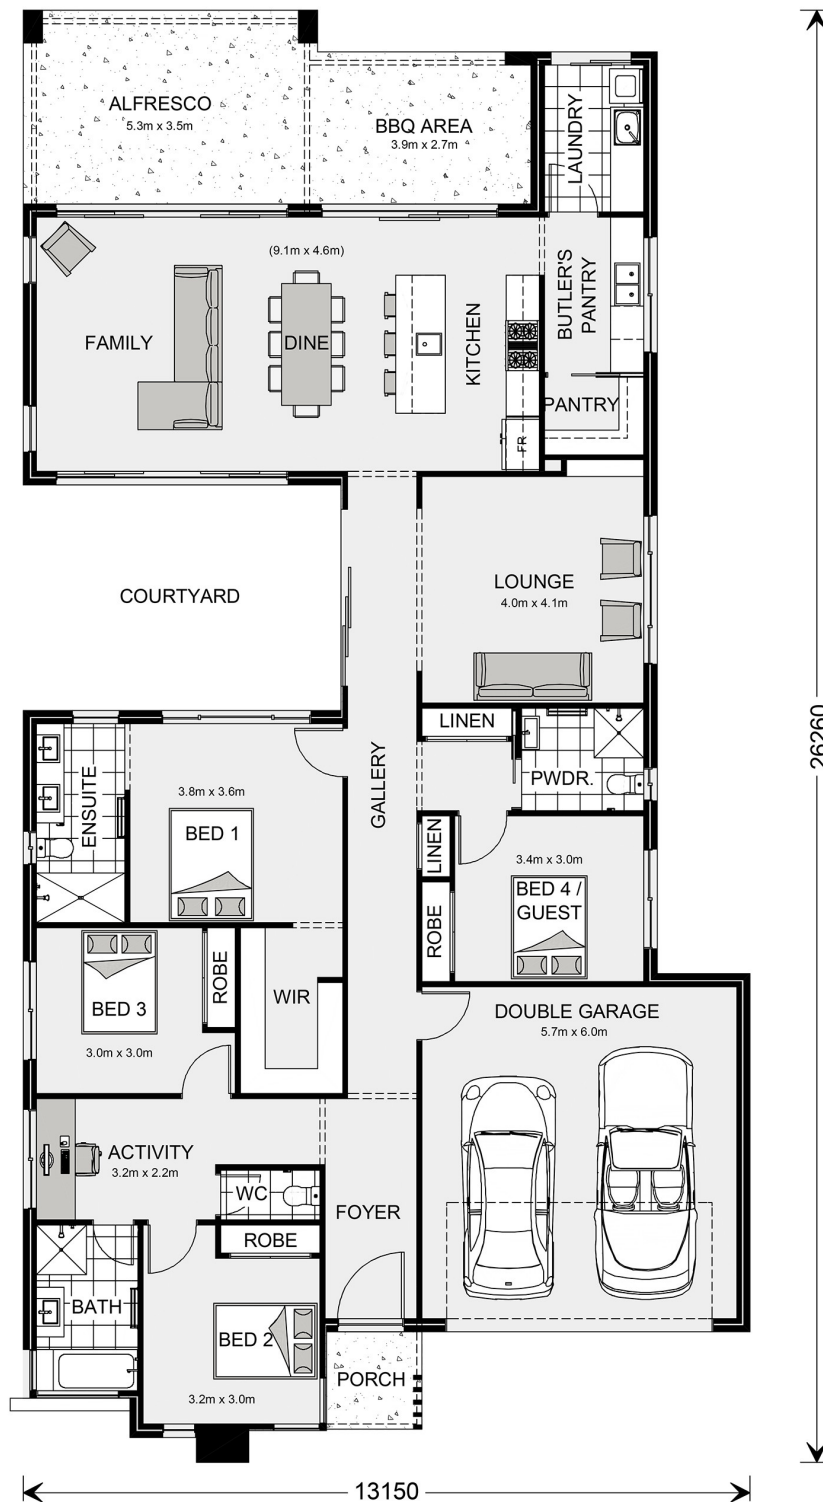 ALFRESCO
5.3m x 3.5m
BBQ AREA
3.9m x 2.7m
LAUNDRY
(9.1m x 4.6m)
FAMILY
DINE
KITCHEN
BUTLER'S
PANTRY
PANTRY
FR
COURTYARD
LOUNGE
4.0m x 4.1m
26260
LINEN
PWDR.
GALLERY
ENSUITE
3.8m x 3.6m
BED 1
LINEN
3.4m x 3.0m
BED 4 /
GUEST
ROBE
BED 3
3.0m x 3.0m
ROBE
WIR
DOUBLE GARAGE
5.7m x 6.0m
ACTIVITY
3.2m x 2.2m
WC
FOYER
ROBE
BATH
BED 2
3.2m x 3.0m
PORCH
13150